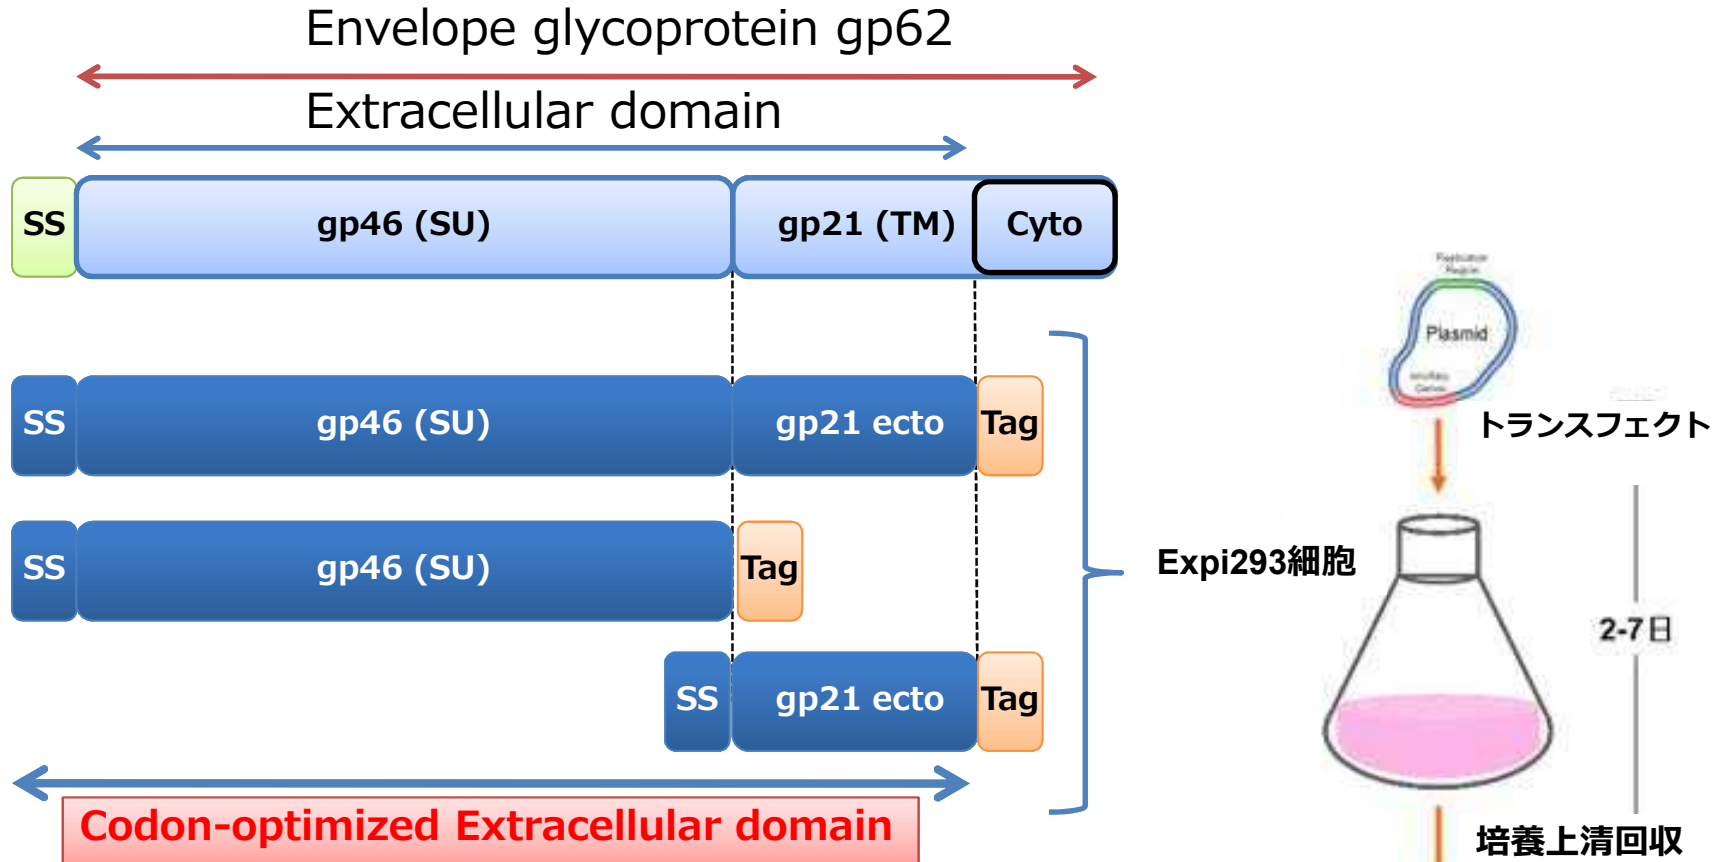 Envelope glycoprotein gp62
Extracellular domain
SS
gp46 (SU)
gp21 (TM)
Cyto
SS
gp46 (SU)
gp21 ecto
Tag
SS
gp46 (SU)
Tag
SS
gp21 ecto
Tag
Codon-optimized Extracellular domain
Plasmid
トランスフェクト
Expi293細胞
2-7日
培養上清回収